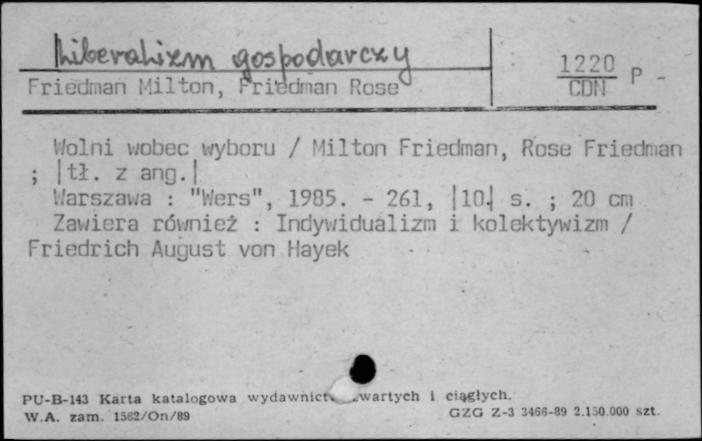 Liberalizm gospodarczy
Friedman Milton, Friedman Rose
1220
CDN
P -
Wolni wobec wyboru / Milton Friedman, Rose Friedman
; |tł. z ang.|
Warszawa : "Wers", 1985. - 261, |10| s. ; 20 cm
Zawiera również : Indywidualizm i kolektywizm /
Friedrich August von Hayek
PU-B-143 Karta katalogowa wydawnictw zwartych i ciągłych.
W.A. zam. 1562/On/89
GZG Z-3 3466-89 2.150.000 szt.